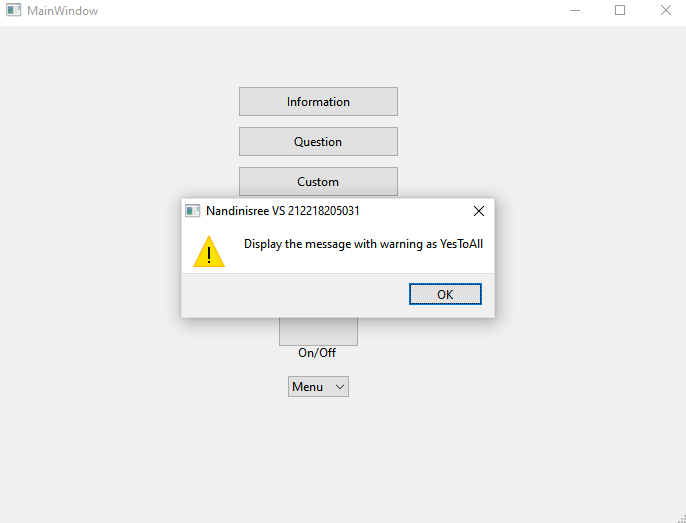 MainWindow
Information
Question
Custom
Nandinisree VS 212218205031
Display the message with warning as YesToAll
OK
On/Off
Menu